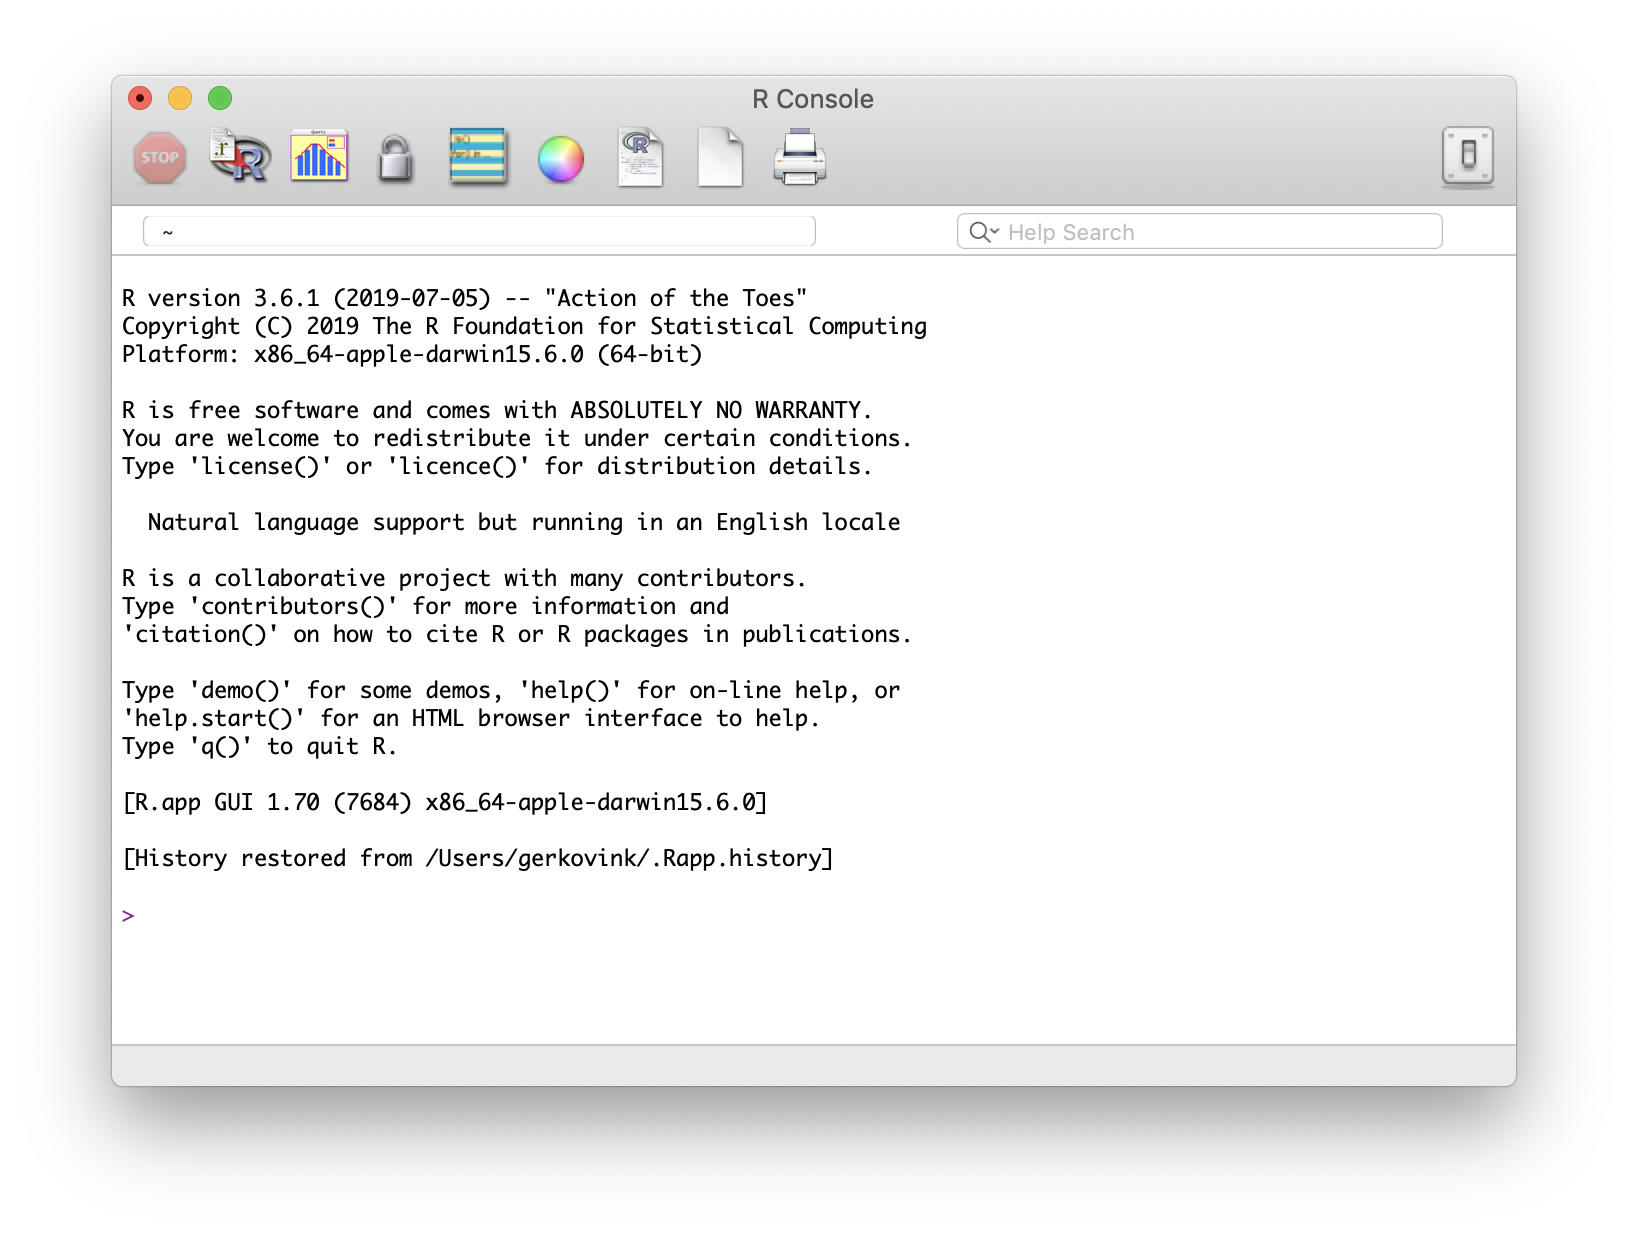 R Console
STOP
Quartz
~
Help Search
R version 3.6.1 (2019-07-05) -- "Action of the Toes"
Copyright (C) 2019 The R Foundation for Statistical Computing
Platform: x86_64-apple-darwin15.6.0 (64-bit)
R is free software and comes with ABSOLUTELY NO WARRANTY.
You are welcome to redistribute it under certain conditions.
Type 'license()' or 'licence()' for distribution details.
Natural language support but running in an English locale
R is a collaborative project with many contributors.
Type 'contributors()' for more information and
'citation()' on how to cite R or R packages in publications.
Type 'demo()' for some demos, 'help()' for on-line help, or
'help.start()' for an HTML browser interface to help.
Type 'q()' to quit R.
[R.app GUI 1.70 (7684) x86_64-apple-darwin15.6.0]
[History restored from /Users/gerkovink/.Rapp.history]
>